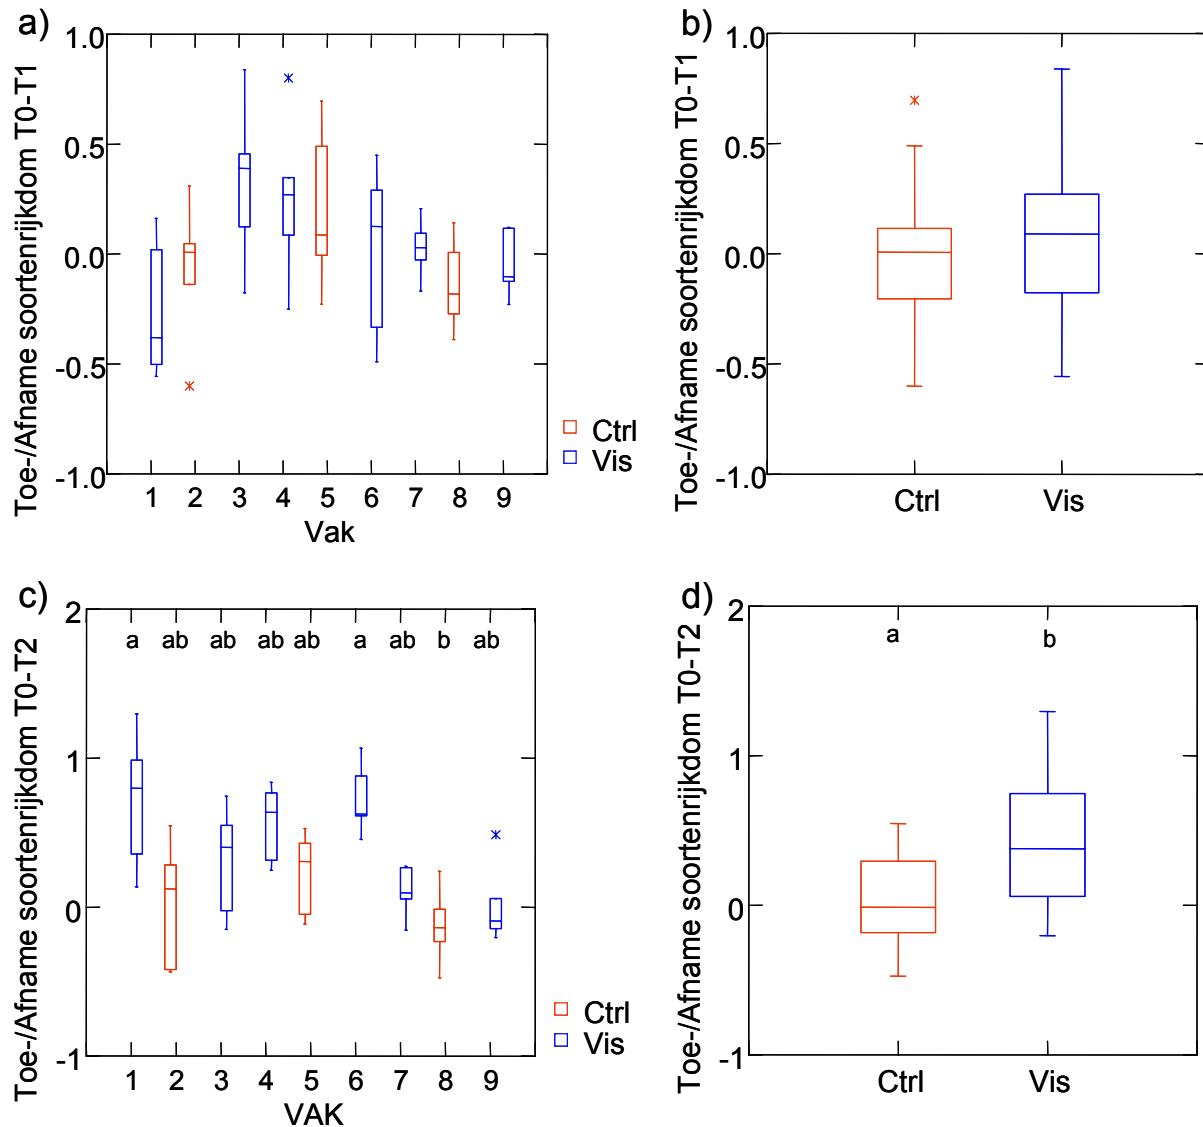 a)
Toe-/Afname soortenrijkdom T0-T1
1.0
0.5
0.0
-0.5
-1.0
1 2 3 4 5 6 7 8 9
Vak
Ctrl
Vis
b)
Toe-/Afname soortenrijkdom T0-T1
1.0
0.5
0.0
-0.5
-1.0
Ctrl Vis
c)
Toe-/Afname soortenrijkdom T0-T2
2
1
0
-1
a ab ab ab ab a ab b ab
1 2 3 4 5 6 7 8 9
VAK
Ctrl
Vis
d)
Toe-/Afname soortenrijkdom T0-T2
2
1
0
-1
a b
Ctrl Vis